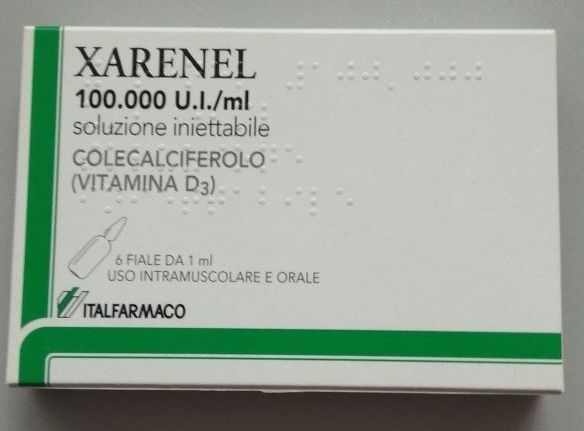 XARENEL
100.000 U.I./ml
soluzione iniettabile
COLECALCIFEROLO
(VITAMINA D3)
6 FIALE DA 1 ml
USO INTRAMUSCOLARE E ORALE
ITALFARMACO